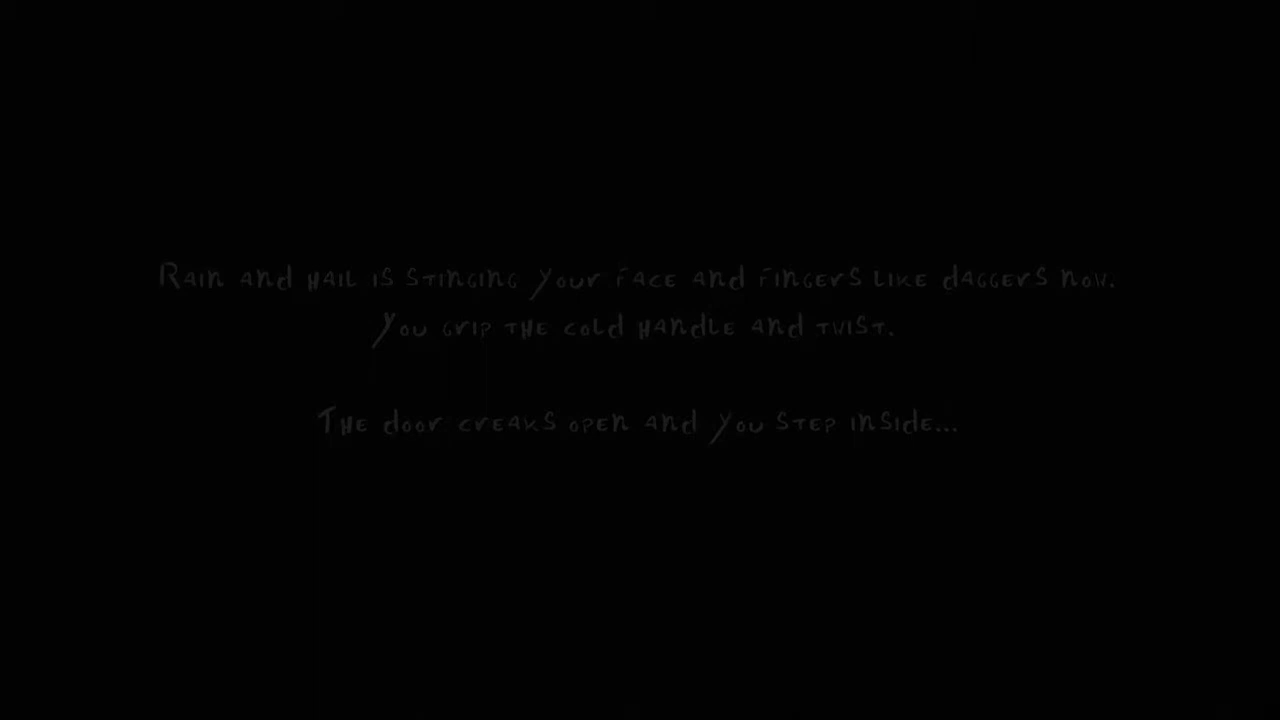 Rain and hail is stinging your face and fingers like daggers now.
You grip the cold handle and twist.
The door creaks open and you step inside...